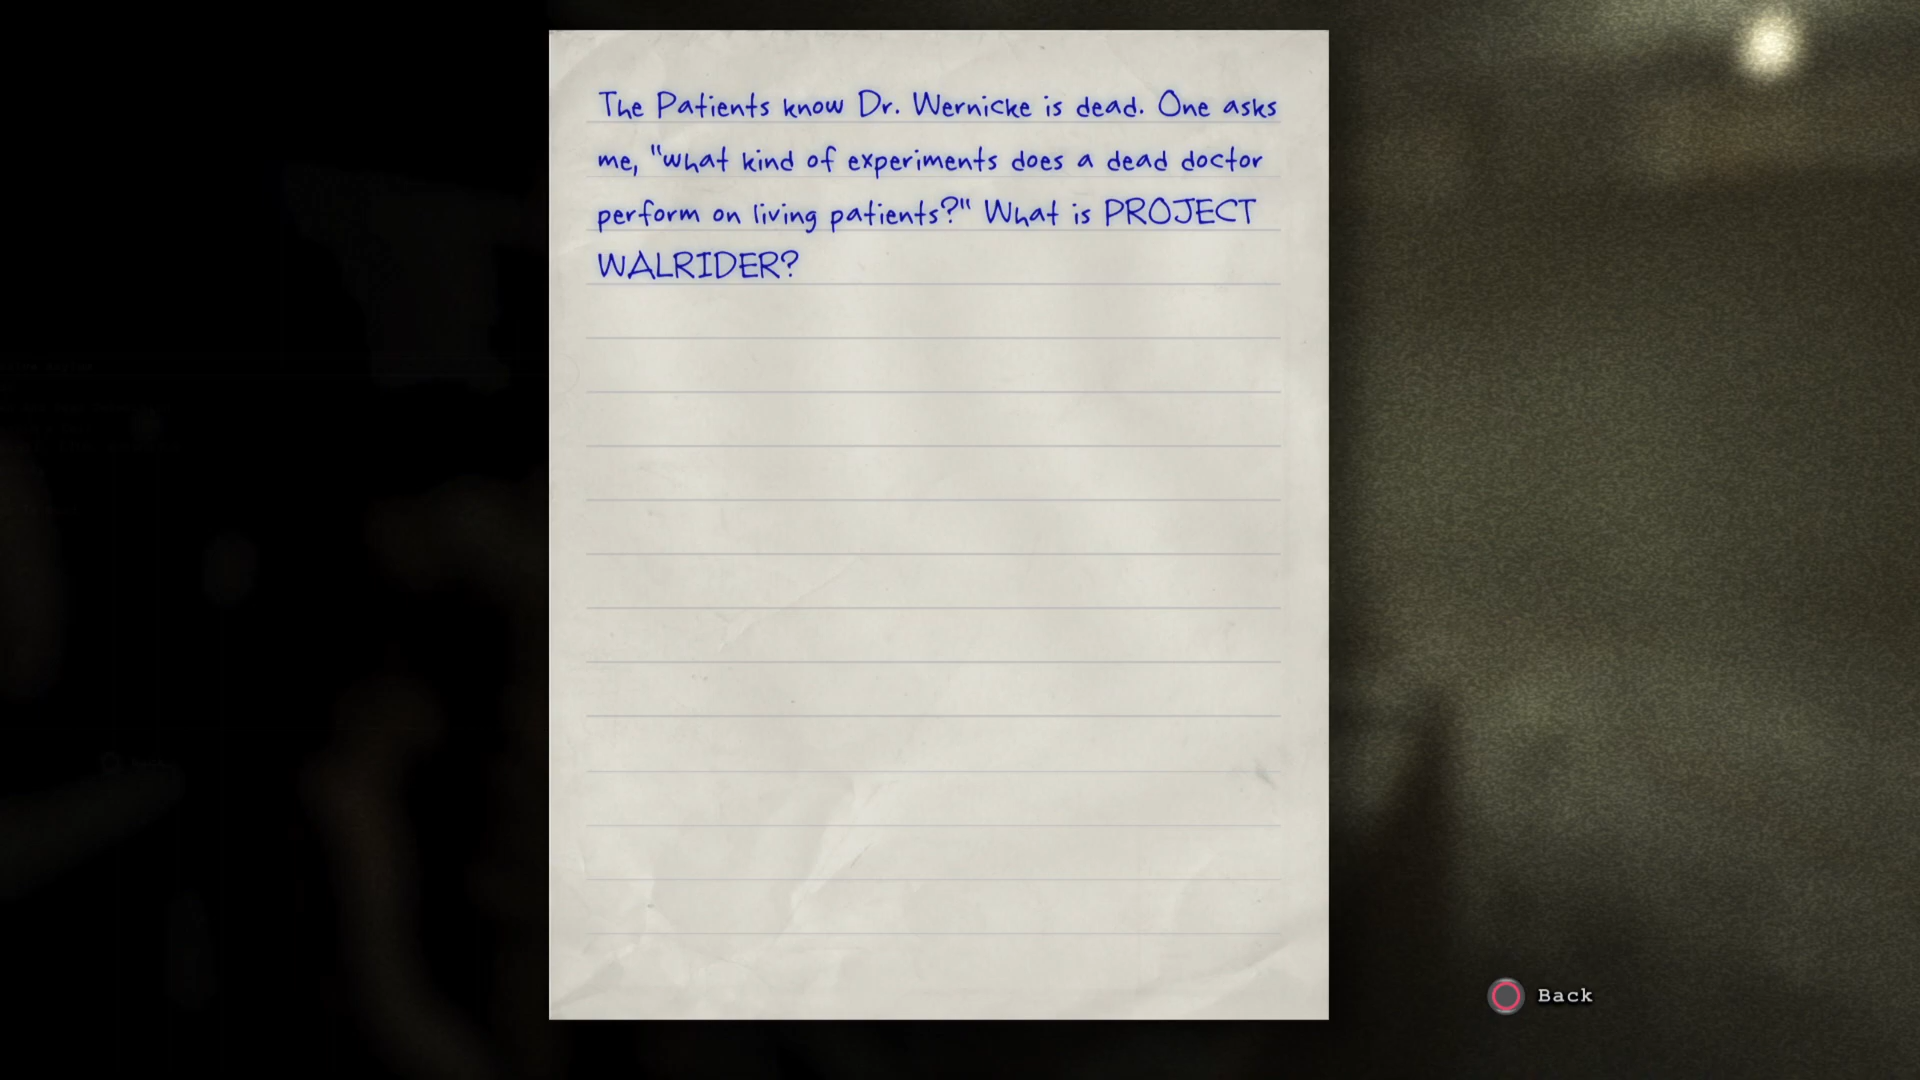 The Patients know Dr. Wernicke is dead. One asks
me, "what kind of experiments does a dead doctor
perform on living patients?" What is PROJECT
WALRIDER?
Back